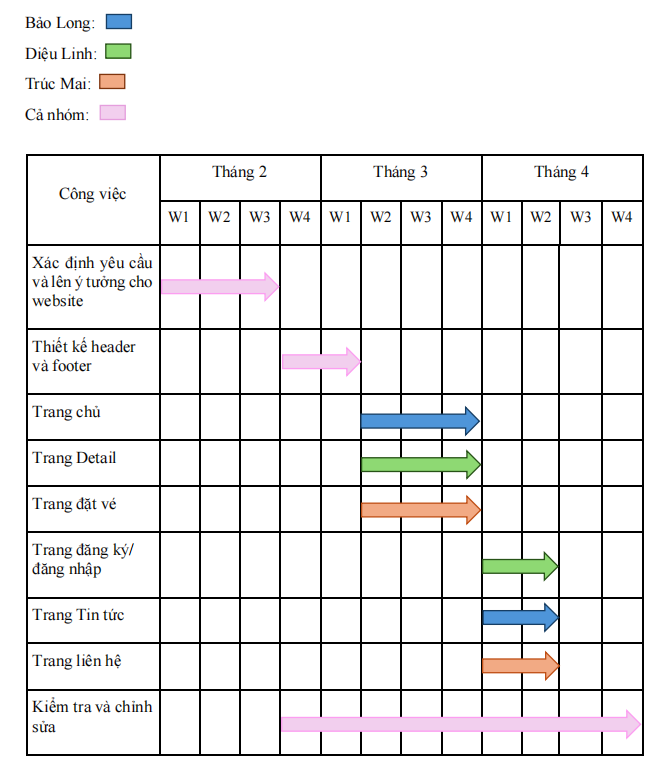 Bảo Long:
Diệu Linh:
Trúc Mai:
Cả nhóm:
Công việc
Tháng 2
Tháng 3
Tháng 4
W1 W2 W3 W4 W1 W2 W3 W4 W1 W2 W3 W4
Xác định yêu cầu
và lên ý tưởng cho
website
Thiết kế header
và footer
Trang chủ
Trang Detail
Trang đặt vé
Trang đăng ký/
đăng nhập
Trang Tin tức
Trang liên hệ
Kiểm tra và chỉnh
sửa